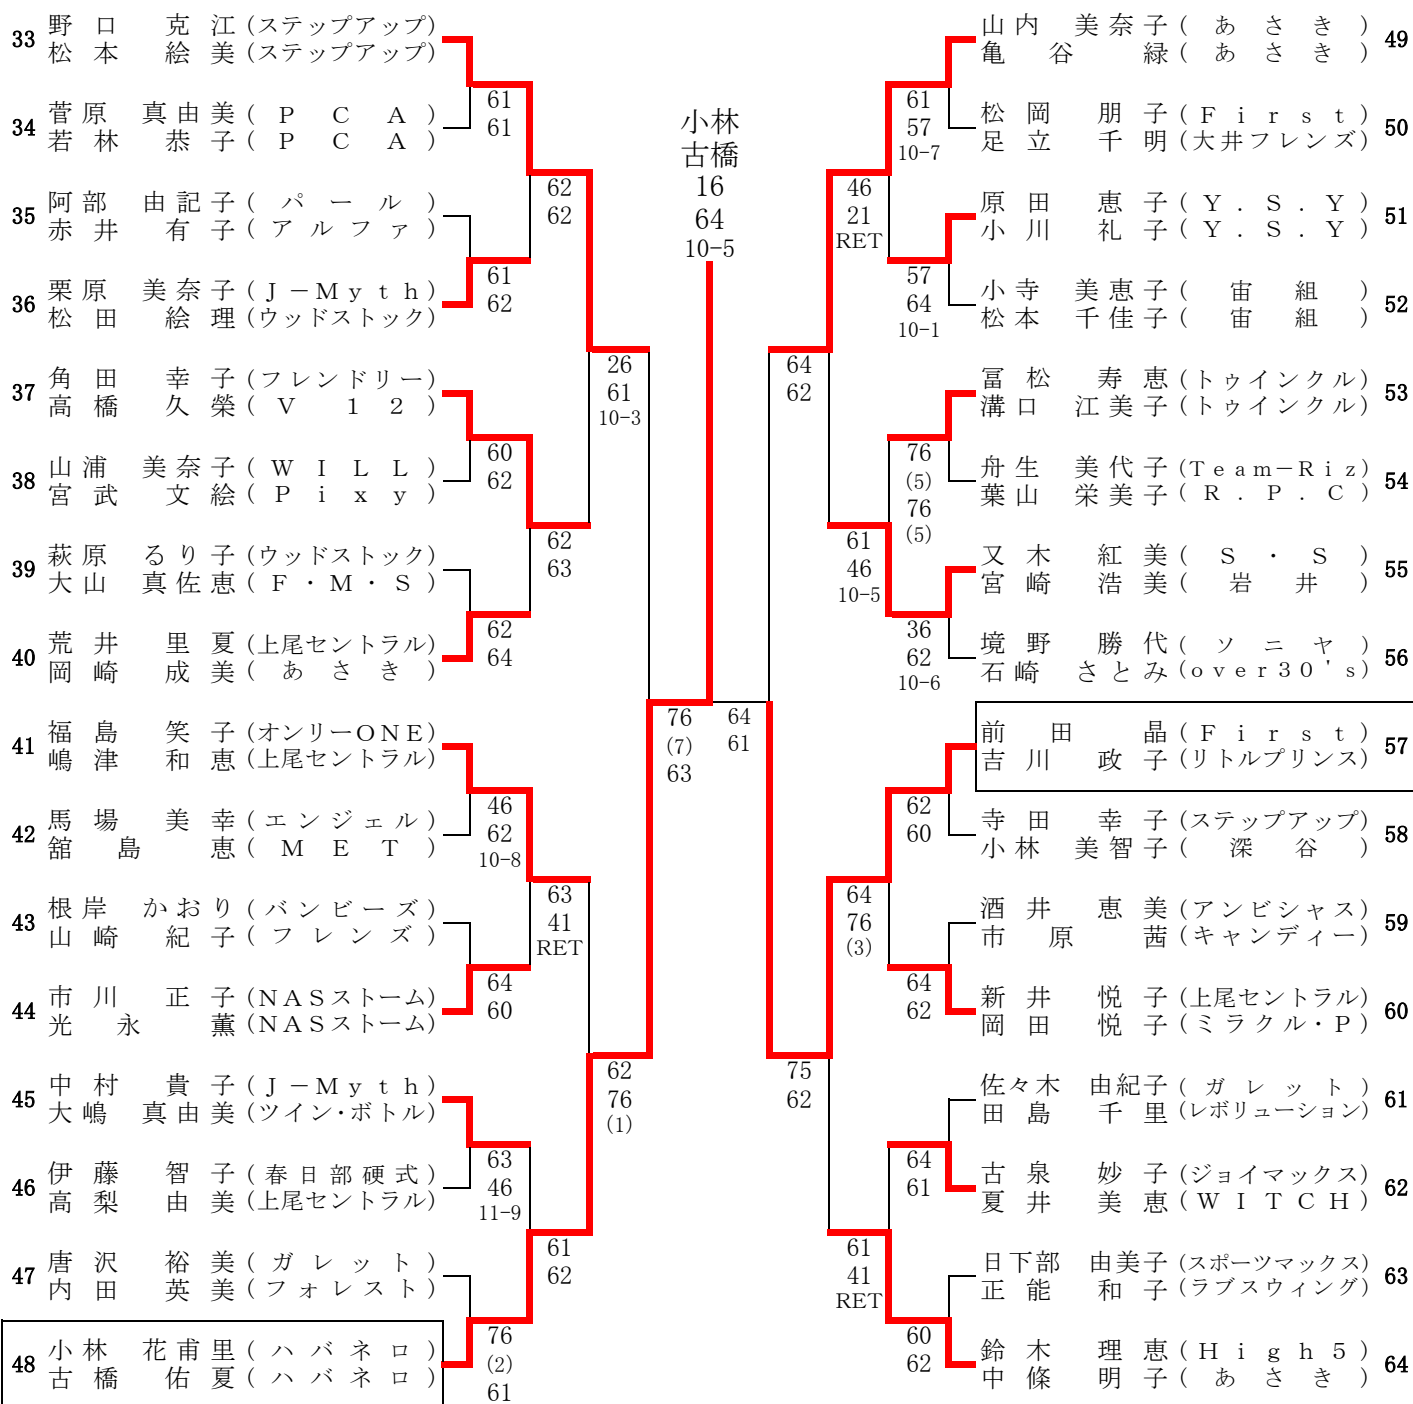 33 野口 克江 (ステップアップ)
松本 絵美 (ステップアップ)
34 菅原 真由美 (PCA)
若林 恭子 (PCA)
61
61
35 阿部 由記子 (パール)
赤井 有子 (アルファ)
62
62
36 栗原 美奈子 (J－Myth)
松田 絵理 (ウッドストック)
61
62
37 角田 幸子 (フレンドリー)
高橋 久榮 (V12)
26
61
10-3
38 山浦 美奈子 (WILL)
宮武 文絵 (Pixy)
60
62
39 萩原 るり子 (ウッドストック)
大山 真佐恵 (F・M・S)
62
63
40 荒井 里夏 (上尾セントラル)
岡崎 成美 (あさき)
62
64
41 福島 笑子 (オンリーONE)
嶋津 和恵 (上尾セントラル)
42 馬場 美幸 (エンジェル)
舘島 恵 (MET)
46
62
10-8
43 根岸 かおり (バンビーズ)
山崎 紀子 (フレンズ)
63
41
RET
44 市川 正子 (NASストーム)
光永 薫 (NASストーム)
64
60
45 中村 貴子 (J－Myth)
大嶋 真由美 (ツイン・ボトル)
62
76
(1)
46 伊藤 智子 (春日部硬式)
高梨 由美 (上尾セントラル)
63
46
11-9
47 唐沢 裕美 (ガレット)
内田 英美 (フォレスト)
61
62
48 小林 花甫里 (ハバネロ)
古橋 佑夏 (ハバネロ)
76
(2)
61
小林
古橋
16
64
10-5
76
(7)
63
64
61
山内 美奈子 (あさき) 49
亀谷 緑 (あさき)
61
57
10-7
松岡 朋子 (First) 50
足立 千明 (大井フレンズ)
46
21
RET
原田 恵子 (Y.S.Y) 51
小川 礼子 (Y.S.Y)
57
64
10-1
小寺 美恵子 (宙組) 52
松本 千佳子 (宙組)
64
62
冨松 寿恵 (トゥインクル) 53
溝口 江美子 (トゥインクル)
76
(5)
76
(5)
舟生 美代子 (Team－Riz) 54
葉山 栄美子 (R.P.C)
61
46
10-5
又木 紅美 (S・S) 55
宮崎 浩美 (岩井)
36
62
10-6
境野 勝代 (ソニヤ) 56
石崎 さとみ (over30's)
前田 晶 (First) 57
吉川 政子 (リトルプリンス)
62
60
寺田 幸子 (ステップアップ) 58
小林 美智子 (深谷)
64
76
(3)
酒井 恵美 (アンビシャス) 59
市原 茜 (キャンディー)
64
62
新井 悦子 (上尾セントラル) 60
岡田 悦子 (ミラクル・P)
75
62
佐々木 由紀子 (ガレット) 61
田島 千里 (レボリューション)
64
61
古泉 妙子 (ジョイマックス) 62
夏井 美恵 (WITCH)
61
41
RET
日下部 由美子 (スポーツマックス) 63
正能 和子 (ラブスウィング)
60
62
鈴木 理恵 (High5) 64
中條 明子 (あさき)